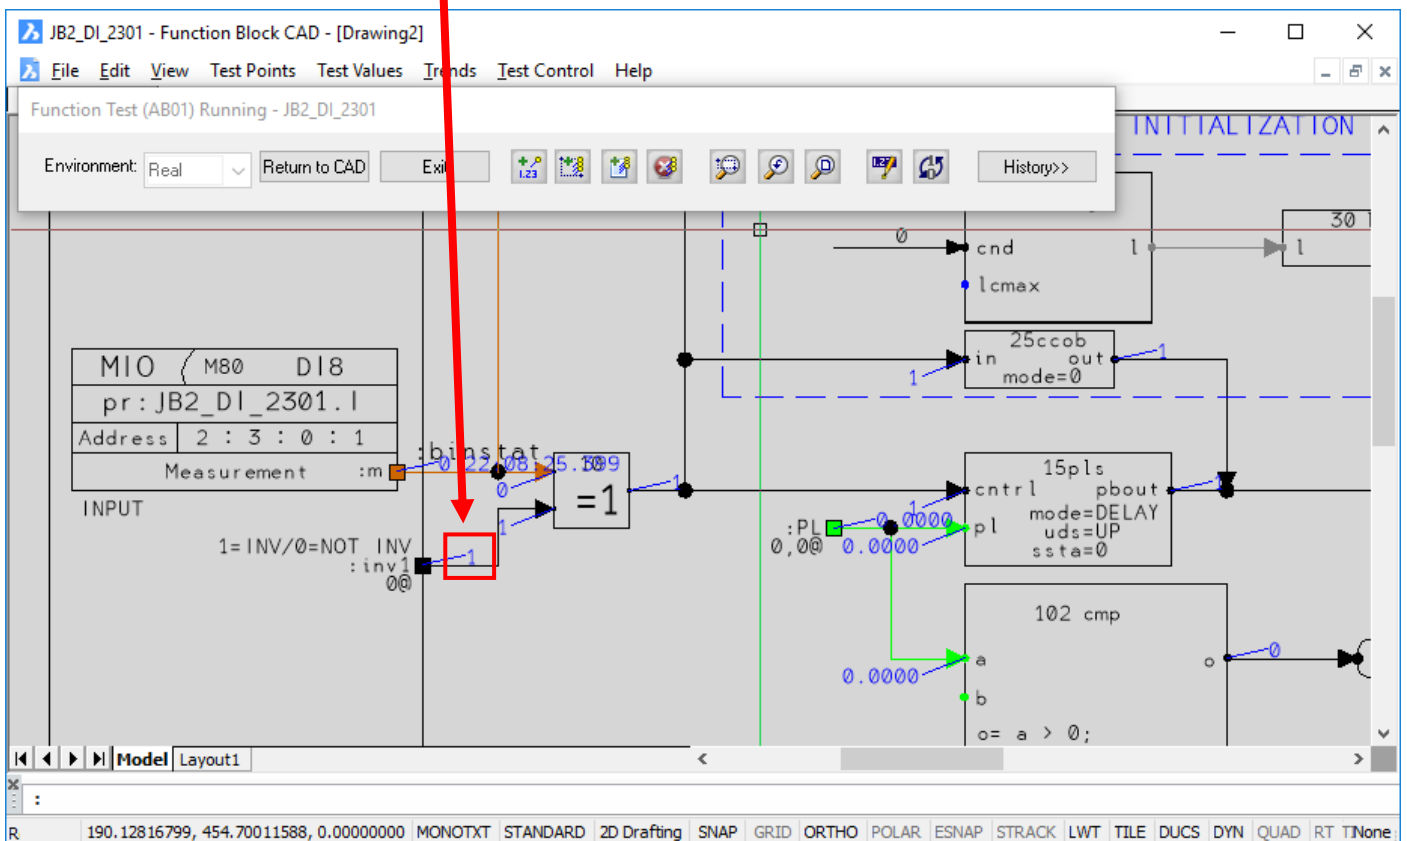 JB2_DI_2301 - Function Block CAD - [Drawing2]
File Edit View Test Points Test Values Trends Test Control Help
Function Test (AB01) Running - JB2_DI_2301
INITIALIZATION
Environment: Real Return to CAD Exit History>>
30
0
cnd l l
lcmax
25ccob
in out 1
1 mode=0
MIO M80 DI8
pr:JB2_DI_2301.I
Address 2 : 3 : 0 : 1
:binstat
Measurement :m
0
1
=1
INPUT
1
15pls
cntrl pbout
1
mode=DELAY
:PL 0.0000 pl uds=UP
0,0@ 0.0000 ssta=0
1=INV/0=NOT INV
:inv1 1
0@
102 cmp
a o 0
0.0000
b
o= a > 0;
Model Layout1
:
R 190.12816799, 454.70011588, 0.00000000 MONOTXT STANDARD 2D Drafting SNAP GRID ORTHO POLAR ESNAP STRACK LWT TILE DUCS DYN QUAD RT None